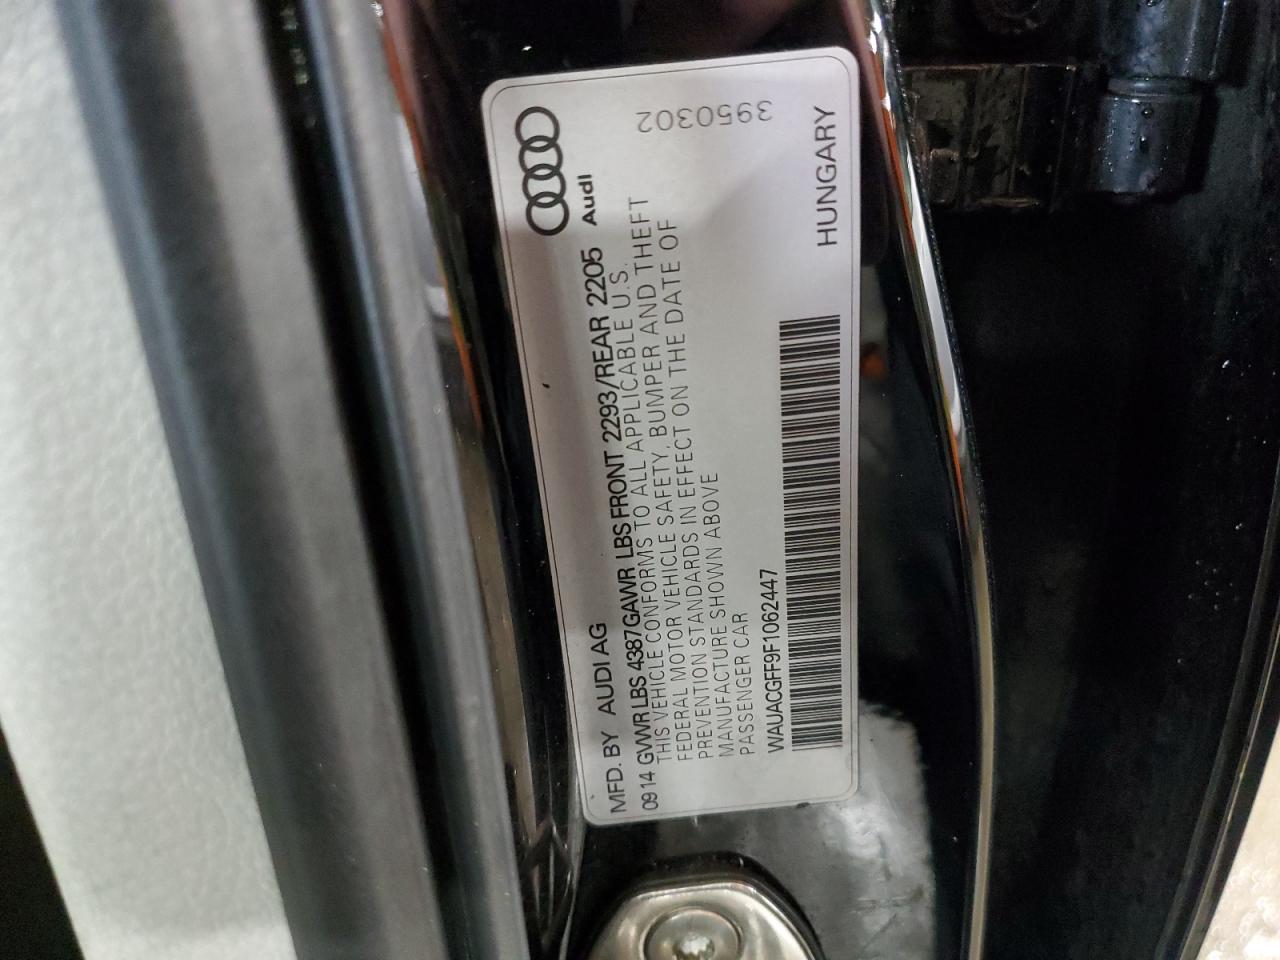 MFD. BY AUDI AG
0914 GVWR LBS 4387 GAWR LBS FRONT 2293/REAR 2205
THIS VEHICLE CONFORMS TO ALL APPLICABLE U.S.
FEDERAL MOTOR VEHICLE SAFETY, BUMPER AND THEFT
PREVENTION STANDARDS IN EFFECT ON THE DATE OF
MANUFACTURE SHOWN ABOVE
PASSENGER CAR
WAUACGFF9F1062447
Audi
3950302
HUNGARY